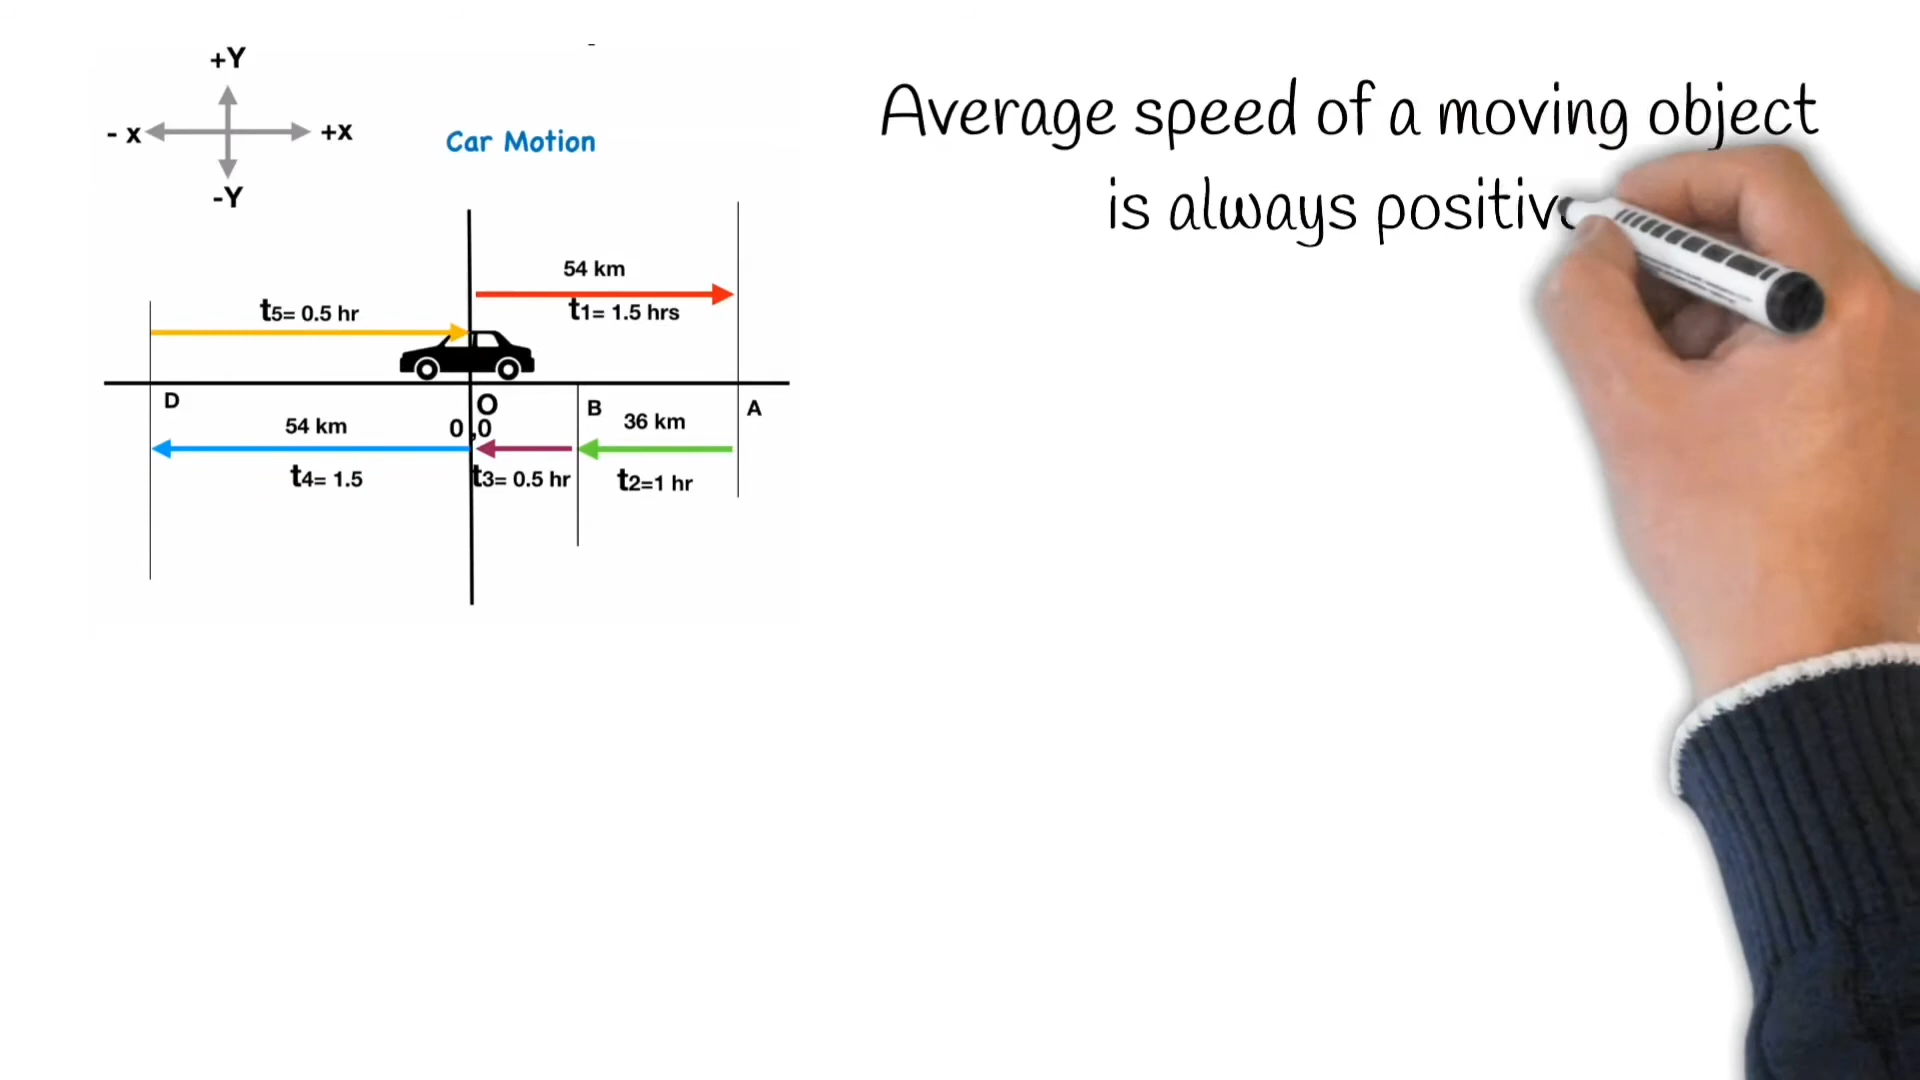 +Y
- x
+x
-Y
Car Motion
Average speed of a moving object
is always positive
54 km
t1= 1.5 hrs
t5= 0.5 hr
D
O
B
A
54 km
0,0
36 km
t4= 1.5
t3= 0.5 hr
t2=1 hr